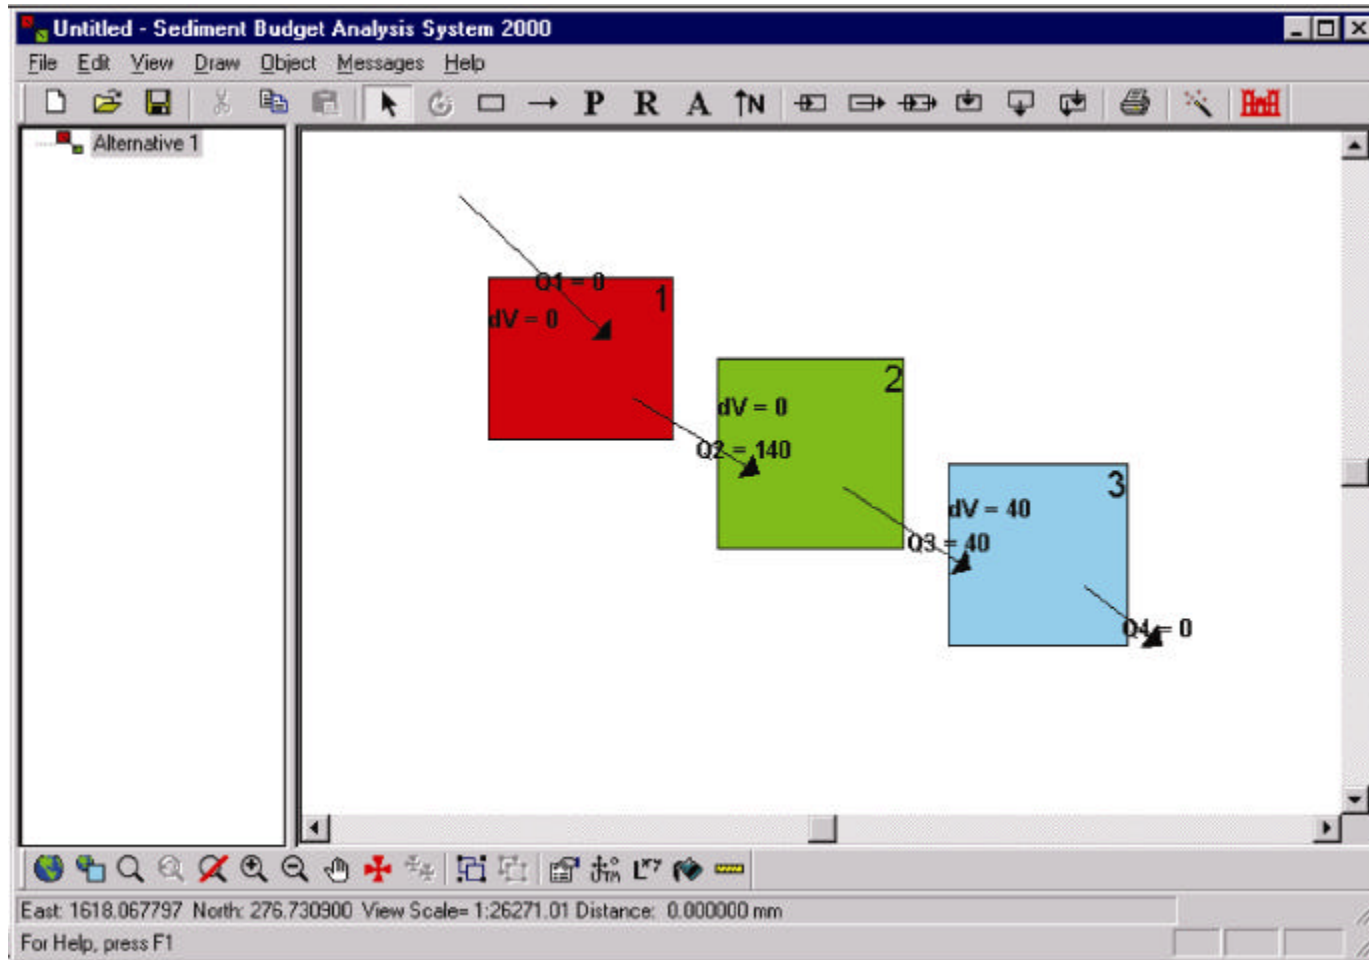 Untitled - Sediment Budget Analysis System 2000
File Edit View Draw Object Messages Help
P R A N
Alternative 1
Q1 = 0
1
dV = 0
2
dV = 0
Q2 = 140
3
dV = 40
Q3 = 40
Q4 = 0
East: 1618.067797 North: 276.730900 View Scale= 1:26271.01 Distance: 0.000000 mm
For Help, press F1